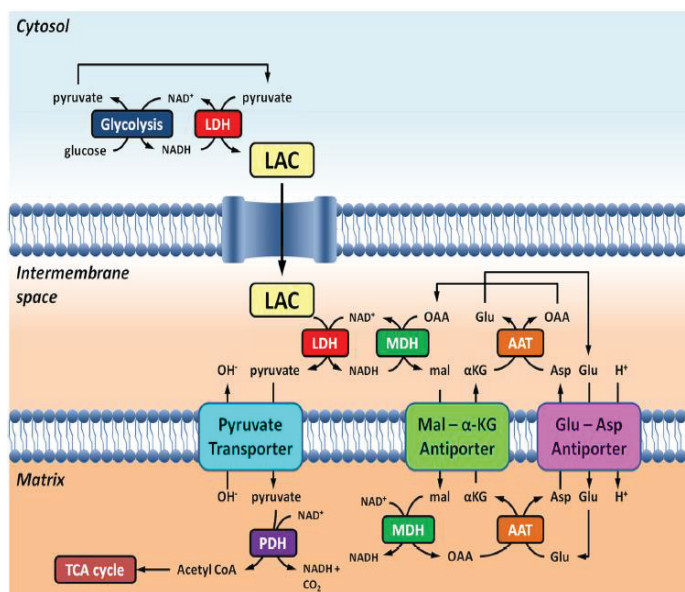 Cytosol
pyruvate NAD⁺ pyruvate
Glycolysis LDH
glucose NADH
LAC
Intermembrane
space
LAC
NAD⁺ OAA Glu OAA
LDH MDH AAT
OH⁻ pyruvate NADH mal αKG Asp Glu H⁺
Pyruvate
Transporter
Mal – α-KG
Antiporter
Glu – Asp
Antiporter
Matrix
OH⁻ pyruvate NAD⁺ mal αKG Asp Glu H⁺
NAD⁺
PDH MDH AAT
NADH OAA Glu
TCA cycle Acetyl CoA NADH +
CO₂